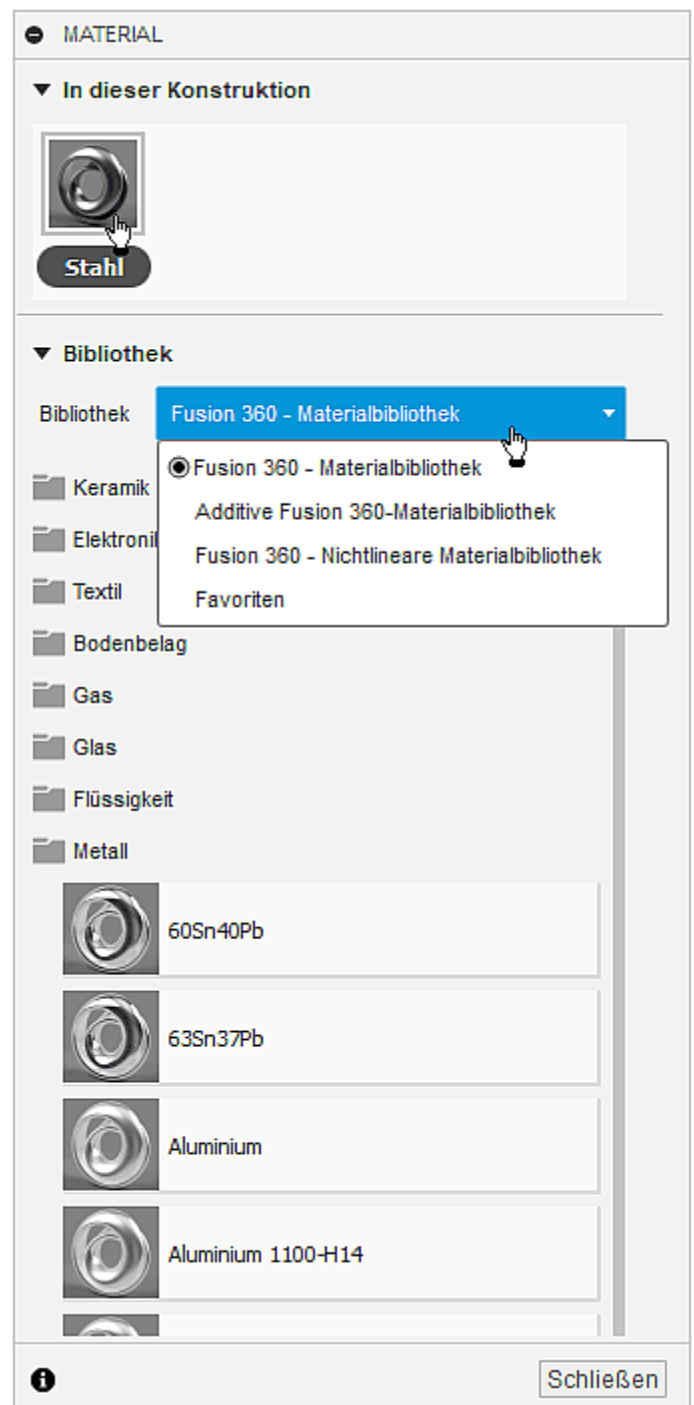 MATERIAL
In dieser Konstruktion
Stahl
Bibliothek
Bibliothek Fusion 360 - Materialbibliothek
Fusion 360 - Materialbibliothek
Additive Fusion 360-Materialbibliothek
Fusion 360 - Nichtlineare Materialbibliothek
Favoriten
Keramik
Elektronik
Textil
Bodenbelag
Gas
Glas
Flüssigkeit
Metall
60Sn40Pb
63Sn37Pb
Aluminium
Aluminium 1100-H14
Schließen